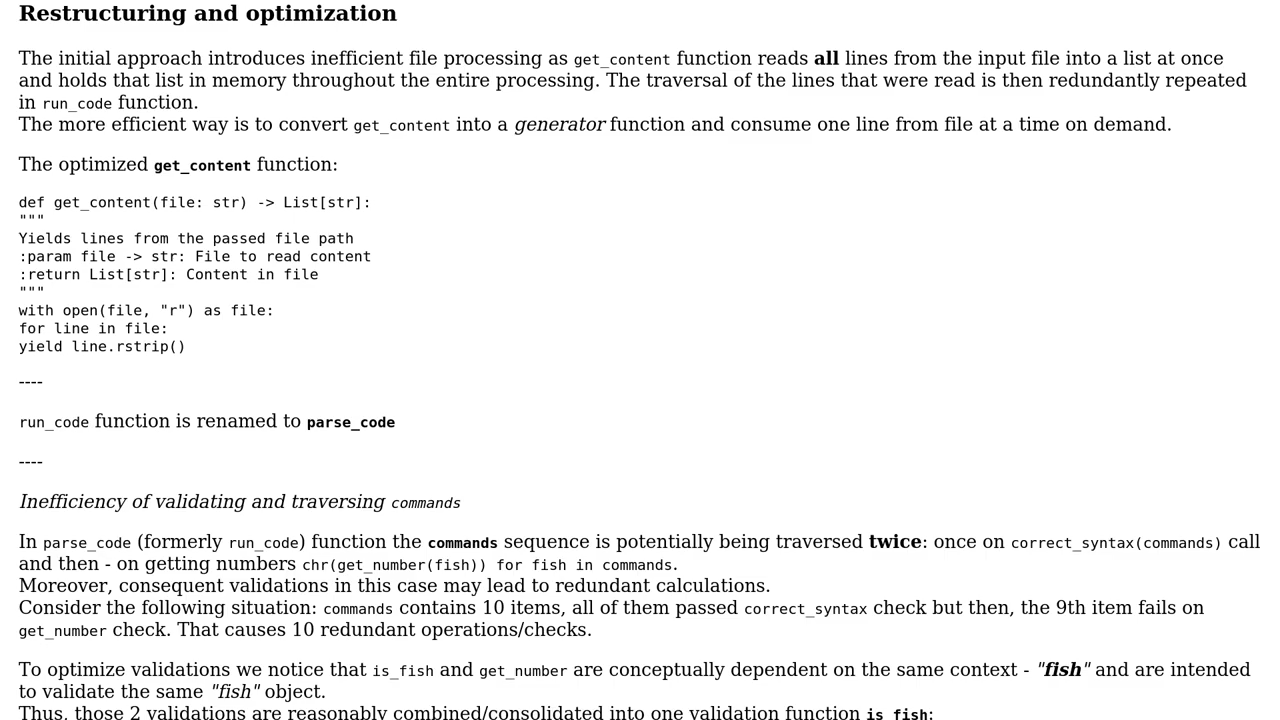 Restructuring and optimization
The initial approach introduces inefficient file processing as get_content function reads all lines from the input file into a list at once
and holds that list in memory throughout the entire processing. The traversal of the lines that were read is then redundantly repeated
in run_code function.
The more efficient way is to convert get_content into a generator function and consume one line from file at a time on demand.
The optimized get_content function:
def get_content(file: str) -> List[str]:
"""
Yields lines from the passed file path
:param file -> str: File to read content
:return List[str]: Content in file
"""
with open(file, "r") as file:
for line in file:
yield line.rstrip()
----
run_code function is renamed to parse_code
----
Inefficiency of validating and traversing commands
In parse_code (formerly run_code) function the commands sequence is potentially being traversed twice: once on correct_syntax(commands) call
and then - on getting numbers chr(get_number(fish)) for fish in commands.
Moreover, consequent validations in this case may lead to redundant calculations.
Consider the following situation: commands contains 10 items, all of them passed correct_syntax check but then, the 9th item fails on
get_number check. That causes 10 redundant operations/checks.
To optimize validations we notice that is_fish and get_number are conceptually dependent on the same context - "fish" and are intended
to validate the same "fish" object.
Thus, those 2 validations are reasonably combined/consolidated into one validation function is_fish: